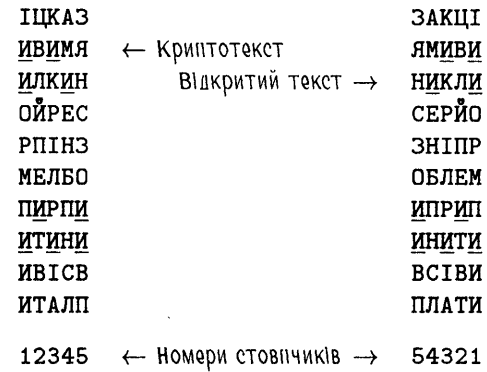 ІЦКАЗ ЗАКЦІ
ИВИМЯ ← Криптотекст ЯМИВИ
ИЛКИН Відкритий текст → НИКЛИ
ОЙРЕС СЕРЙО
РПІНЗ ЗНІПР
МЕЛБО ОБЛЕМ
ПИРПИ ИПРИП
ИТИНИ ИНИТИ
ИВІСВ ВСІВИ
ИТАЛП ПЛАТИ
12345 ← Номери стовпчиків → 54321